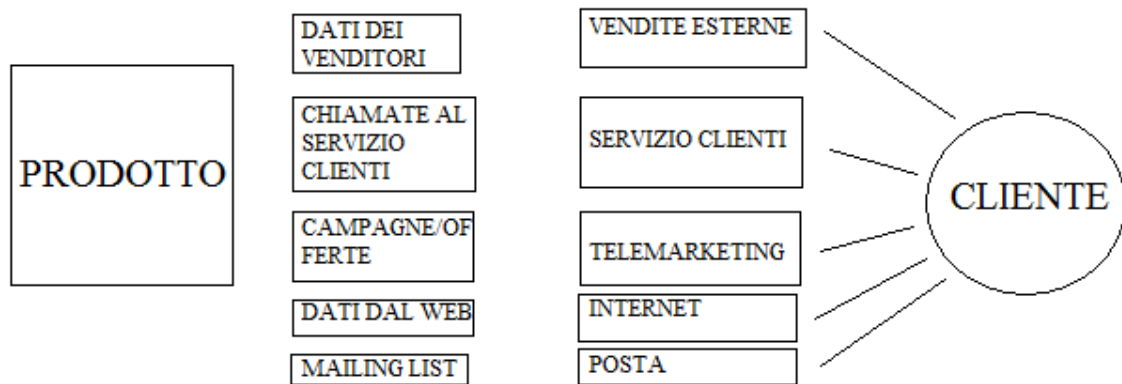 PRODOTTO
DATI DEI
VENDITORI
CHIAMATE AL
SERVIZIO
CLIENTI
CAMPAGNE/OF
FERTE
DATI DAL WEB
MAILING LIST
VENDITE ESTERNE
SERVIZIO CLIENTI
TELEMARKETING
INTERNET
POSTA
CLIENTE